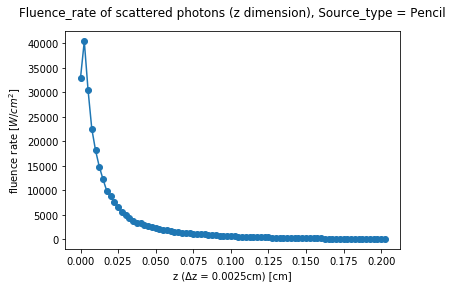 Fluence_rate of scattered photons (z dimension), Source_type = Pencil
40000
35000
30000
25000
20000
15000
10000
5000
0
fluence rate [W/cm²]
0.000 0.025 0.050 0.075 0.100 0.125 0.150 0.175 0.200
z (Δz = 0.0025cm) [cm]